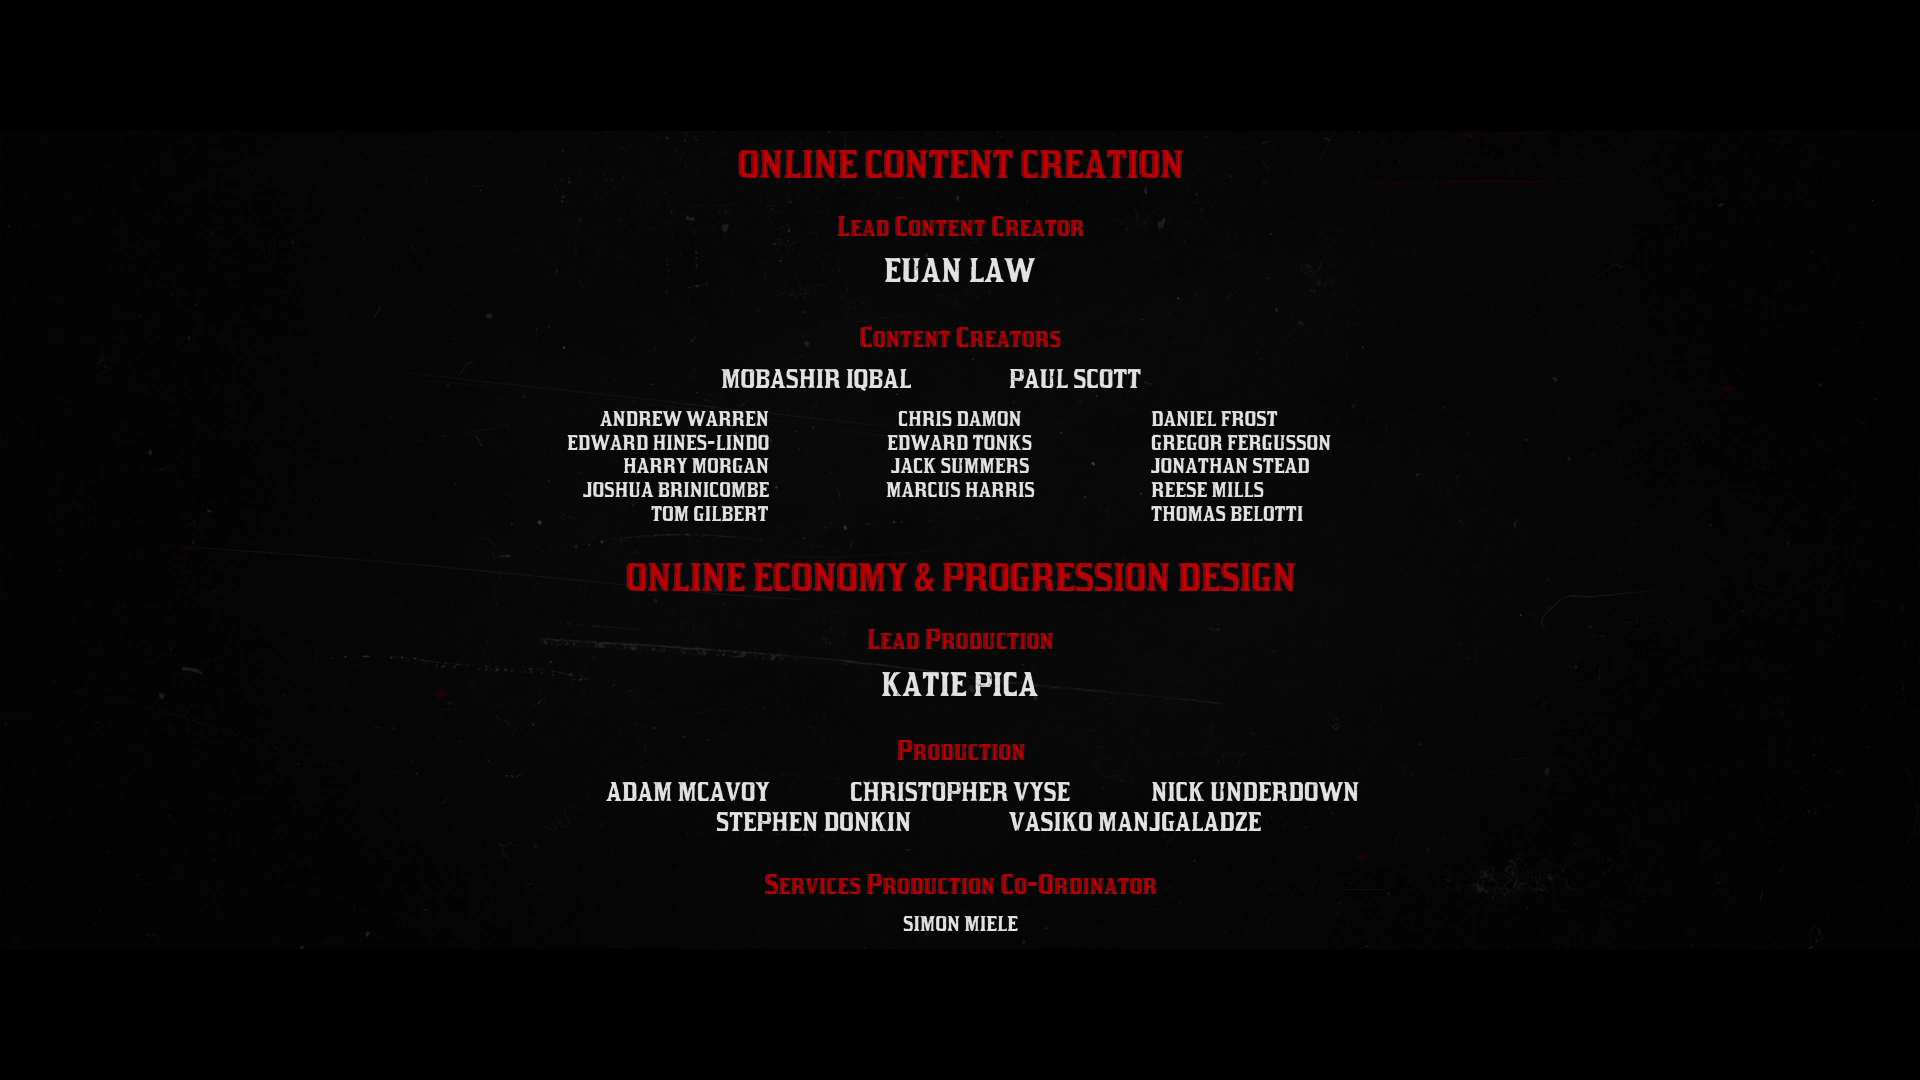 ONLINE CONTENT CREATION
LEAD CONTENT CREATOR
EUAN LAW
CONTENT CREATORS
MOBASHIR IQBAL PAUL SCOTT
ANDREW WARREN CHRIS DAMON DANIEL FROST
EDWARD HINES-LINDO EDWARD TONKS GREGOR FERGUSSON
HARRY MORGAN JACK SUMMERS JONATHAN STEAD
JOSHUA BRINICOMBE MARCUS HARRIS REESE MILLS
TOM GILBERT THOMAS BELOTTI
ONLINE ECONOMY & PROGRESSION DESIGN
LEAD PRODUCTION
KATIE PICA
PRODUCTION
ADAM MCAVOY CHRISTOPHER VYSE NICK UNDERDOWN
STEPHEN DONKIN VASIKO MANJGALADZE
SERVICES PRODUCTION CO-ORDINATOR
SIMON MIELE